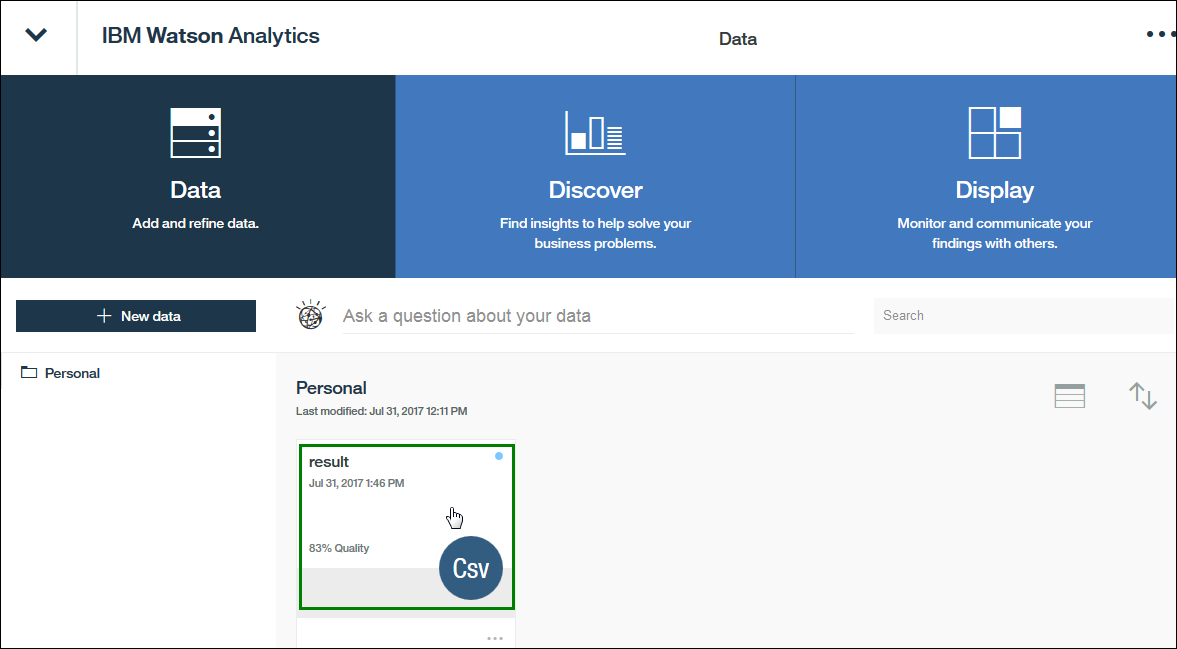 IBM Watson Analytics
Data
Data
Add and refine data.
Discover
Find insights to help solve your
business problems.
Display
Monitor and communicate your
findings with others.
New data
Ask a question about your data
Search
Personal
Personal
Last modified: Jul 31, 2017 12:11 PM
result
Jul 31, 2017 1:46 PM
83% Quality
Csv